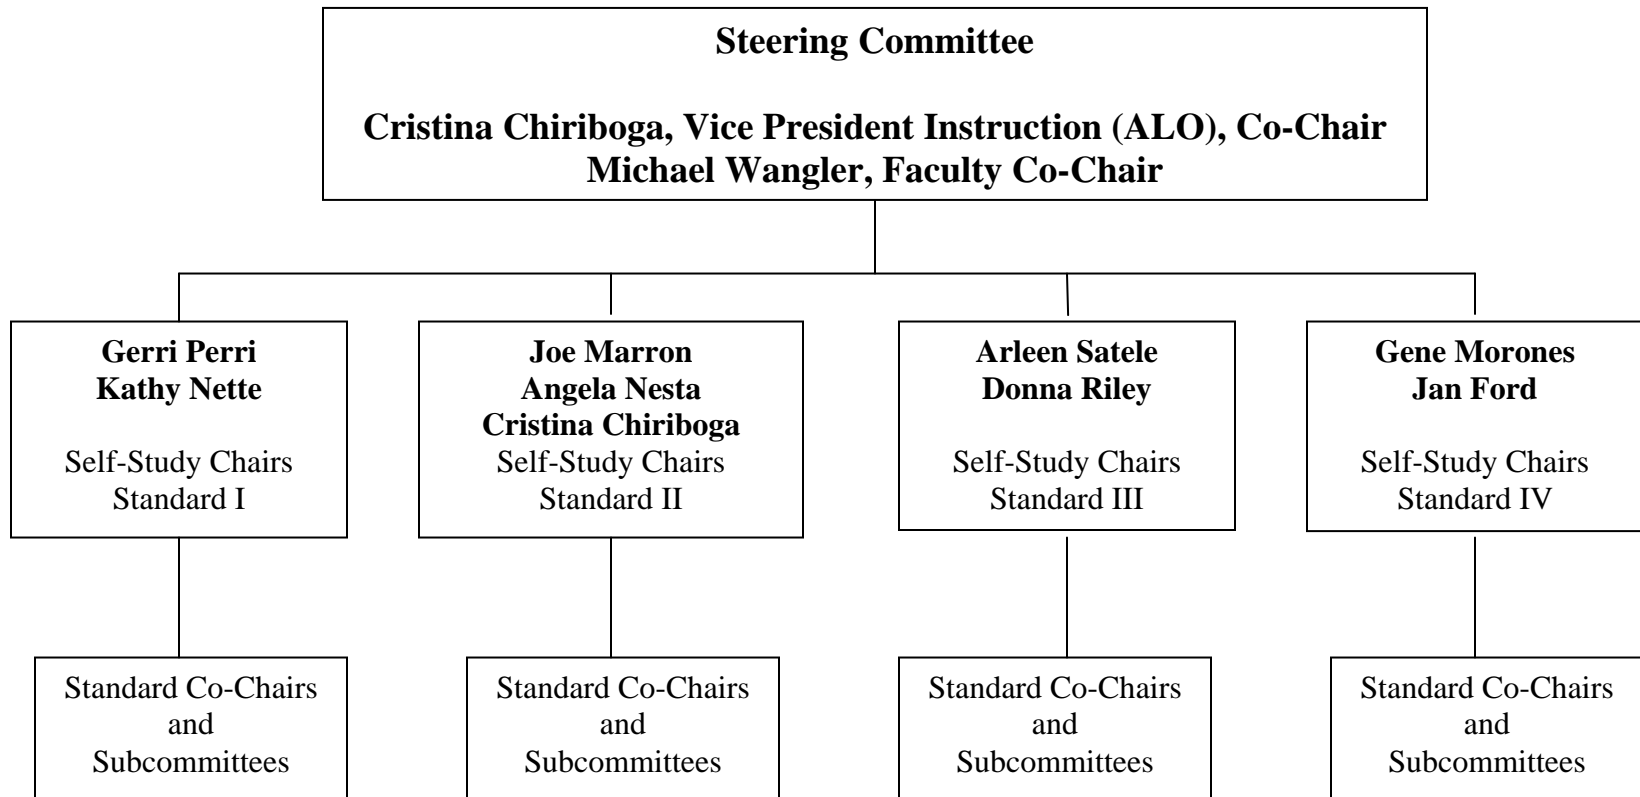 Steering Committee
Cristina Chiriboga, Vice President Instruction (ALO), Co-Chair
Michael Wangler, Faculty Co-Chair
Gerri Perri
Kathy Nette
Self-Study Chairs
Standard I
Joe Marron
Angela Nesta
Cristina Chiriboga
Self-Study Chairs
Standard II
Arleen Satele
Donna Riley
Self-Study Chairs
Standard III
Gene Morones
Jan Ford
Self-Study Chairs
Standard IV
Standard Co-Chairs
and
Subcommittees
Standard Co-Chairs
and
Subcommittees
Standard Co-Chairs
and
Subcommittees
Standard Co-Chairs
and
Subcommittees